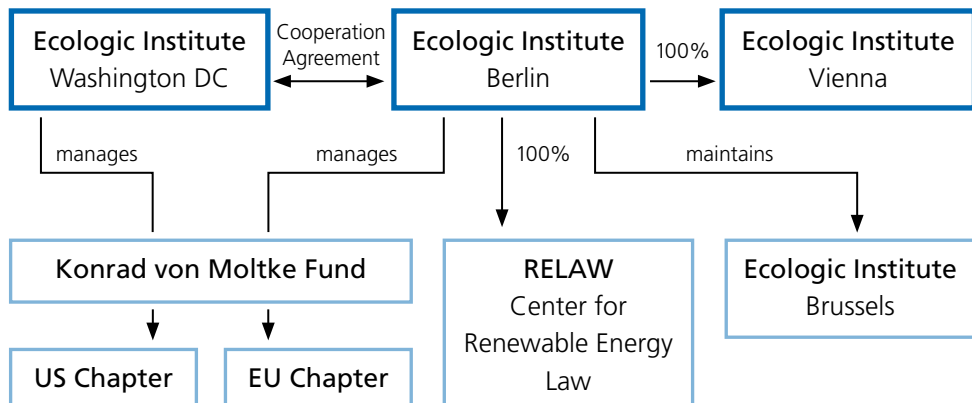 Ecologic Institute
Washington DC
Cooperation
Agreement
Ecologic Institute
Berlin
100%
Ecologic Institute
Vienna
manages
manages
100%
maintains
Konrad von Moltke Fund
RELAW
Center for
Renewable Energy
Law
Ecologic Institute
Brussels
US Chapter
EU Chapter